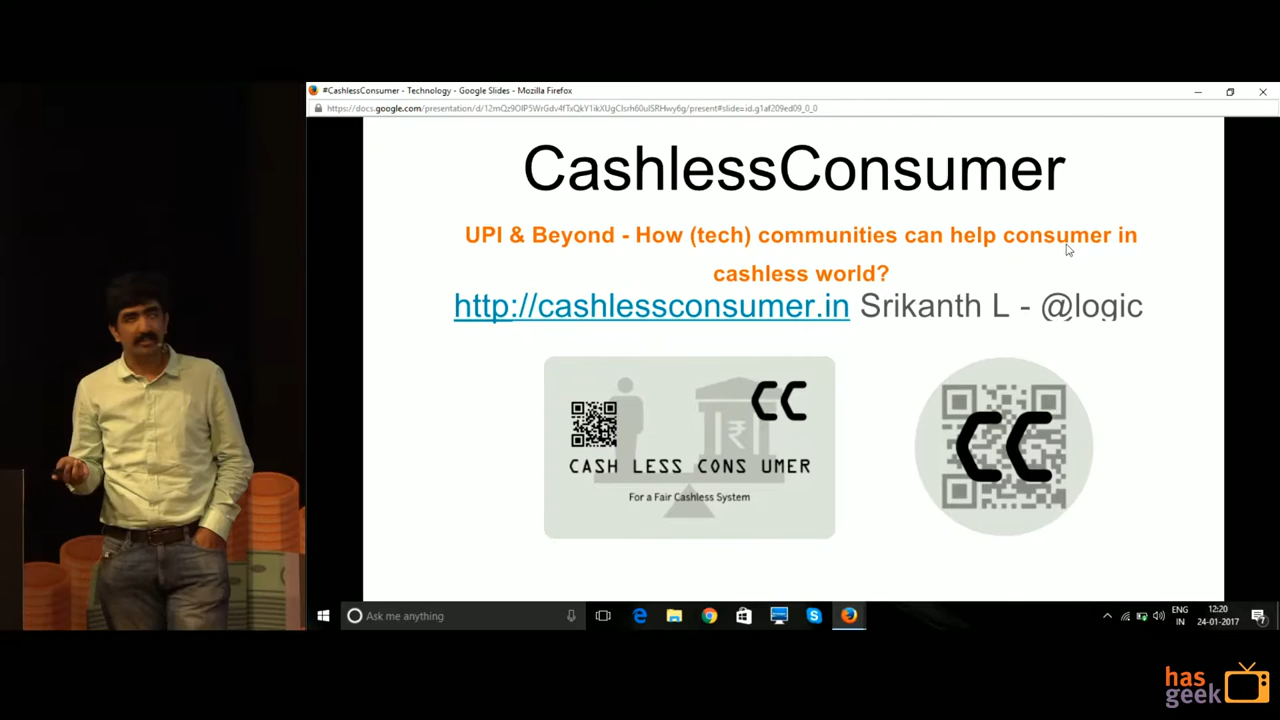 #CashlessConsumer - Technology - Google Slides - Mozilla Firefox
CashlessConsumer
UPI & Beyond - How (tech) communities can help consumer in
cashless world?
http://cashlessconsumer.in Srikanth L - @logic
CC
₹
CASH LESS CONS UMER
For a Fair Cashless System
CC
Ask me anything
ENG
IN
12:20
24-01-2017
has
geek